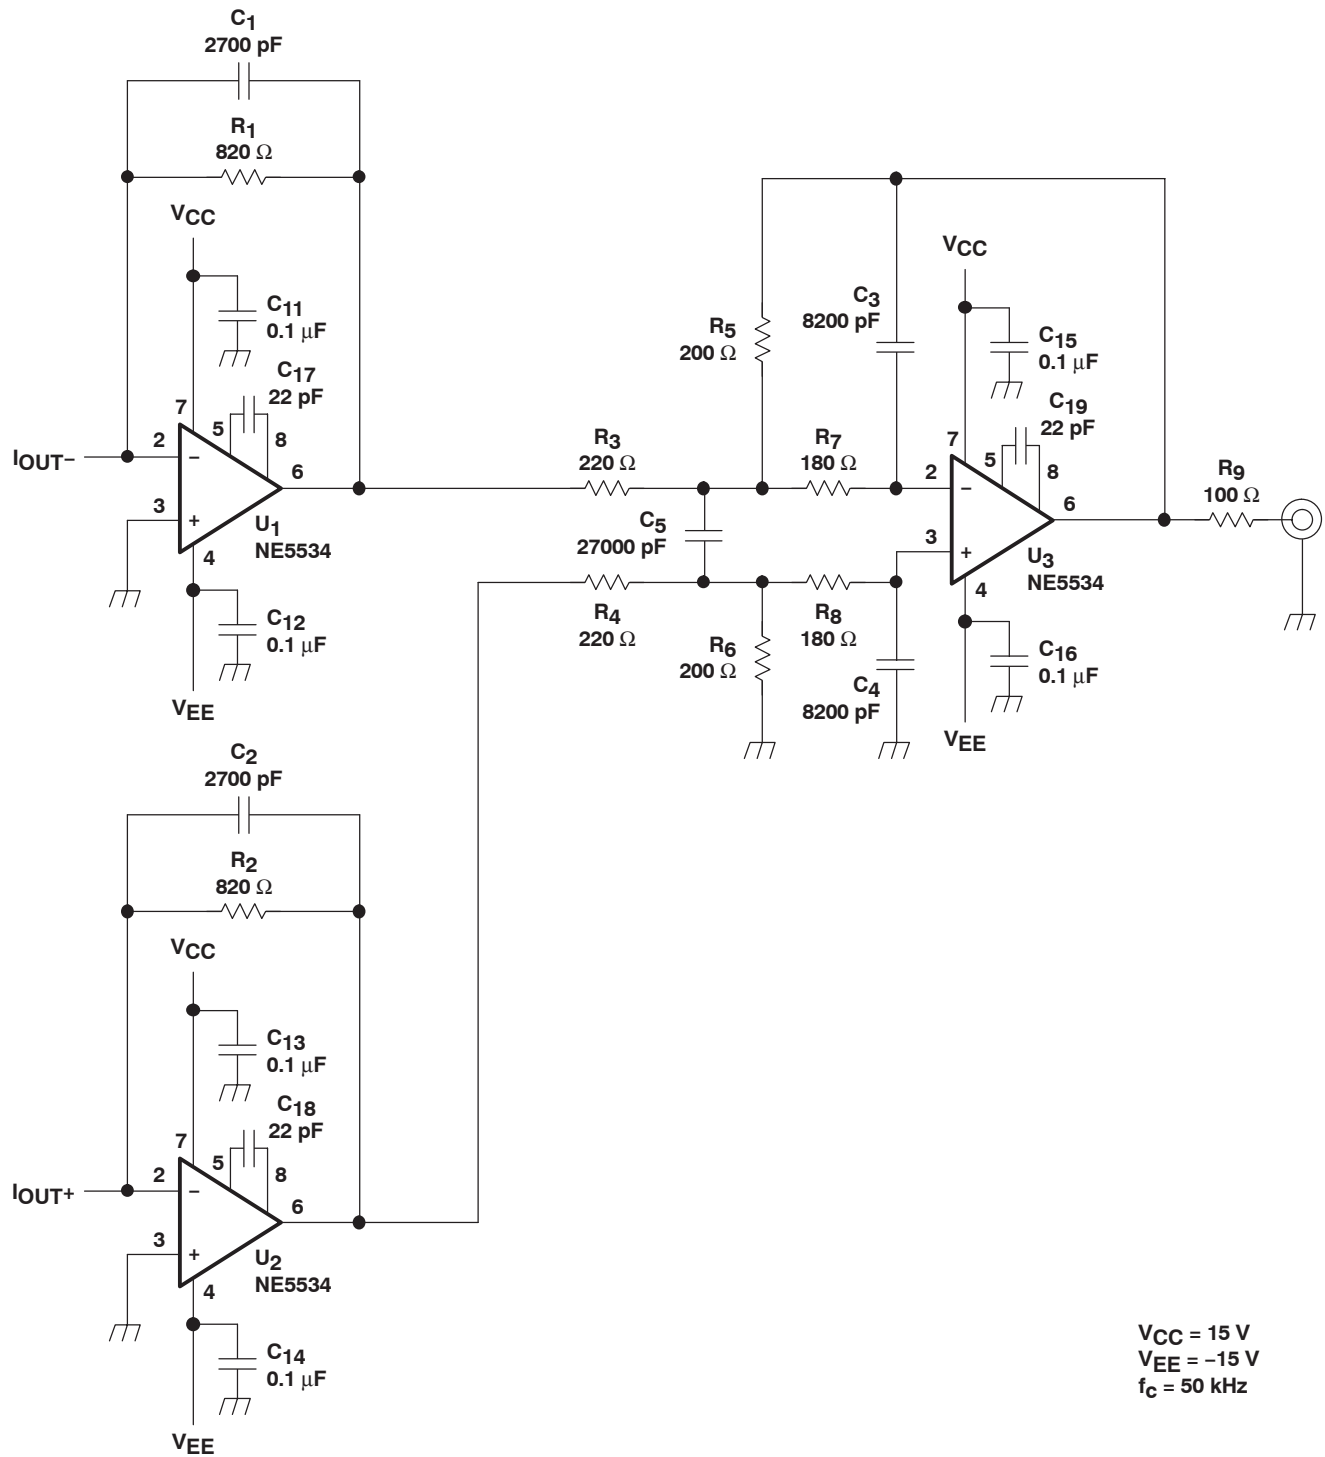 C1
2700 pF
R1
820 Ω
VCC
C11
0.1 μF
C17
22 pF
7
5
8
2
IOUT–
–
6
3
+
U1
NE5534
4
C12
0.1 μF
VEE
R3
220 Ω
R5
200 Ω
C3
8200 pF
R7
180 Ω
C5
27000 pF
R4
220 Ω
R6
200 Ω
R8
180 Ω
C4
8200 pF
VCC
C15
0.1 μF
C19
22 pF
7
5
8
2
–
6
3
+
U3
NE5534
4
C16
0.1 μF
VEE
R9
100 Ω
C2
2700 pF
R2
820 Ω
VCC
C13
0.1 μF
C18
22 pF
7
5
8
2
IOUT+
–
6
3
+
U2
NE5534
4
C14
0.1 μF
VEE
VCC = 15 V
VEE = –15 V
fc = 50 kHz